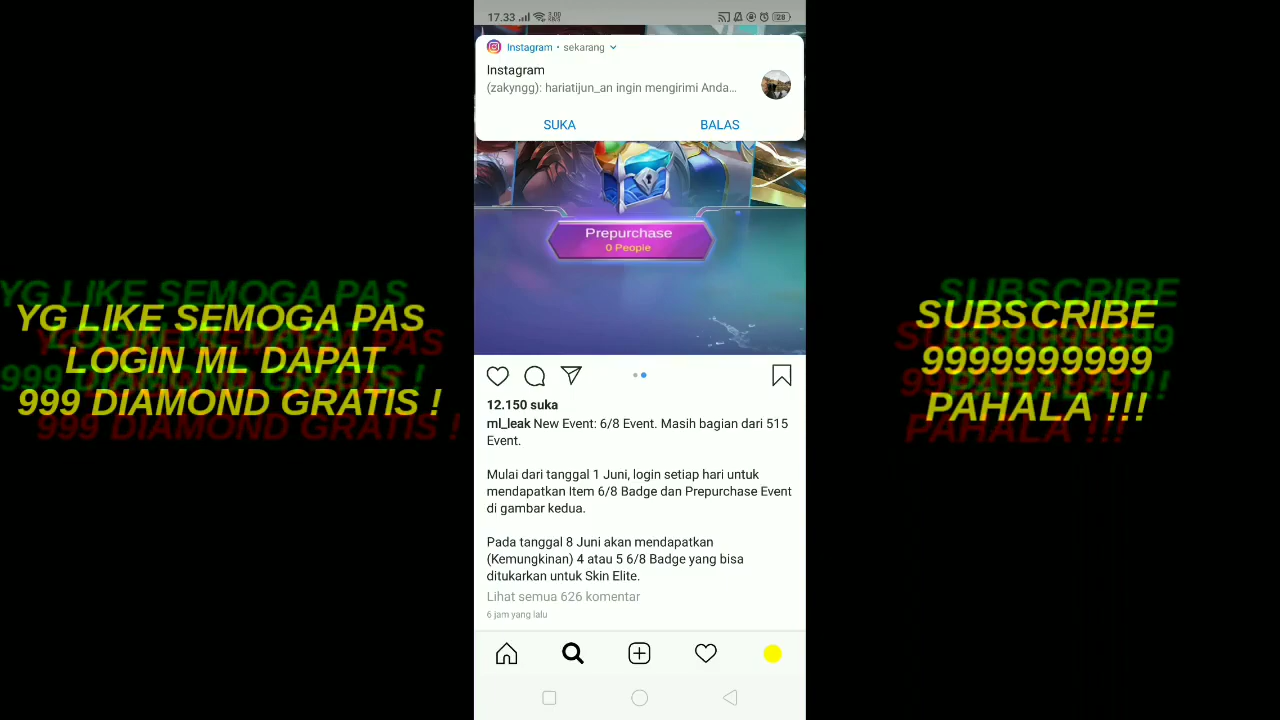 17.33
28
Instagram • sekarang
Instagram
(zakyngg): hariatijun_an ingin mengirimi Anda...
SUKA BALAS
Prepurchase
0 People
YG LIKE SEMOGA PAS
LOGIN ML DAPAT
999 DIAMOND GRATIS !
SUBSCRIBE
9999999999
PAHALA !!!
12.150 suka
ml_leak New Event: 6/8 Event. Masih bagian dari 515
Event.
Mulai dari tanggal 1 Juni, login setiap hari untuk
mendapatkan Item 6/8 Badge dan Prepurchase Event
di gambar kedua.
Pada tanggal 8 Juni akan mendapatkan
(Kemungkinan) 4 atau 5 6/8 Badge yang bisa
ditukarkan untuk Skin Elite.
Lihat semua 626 komentar
6 jam yang lalu